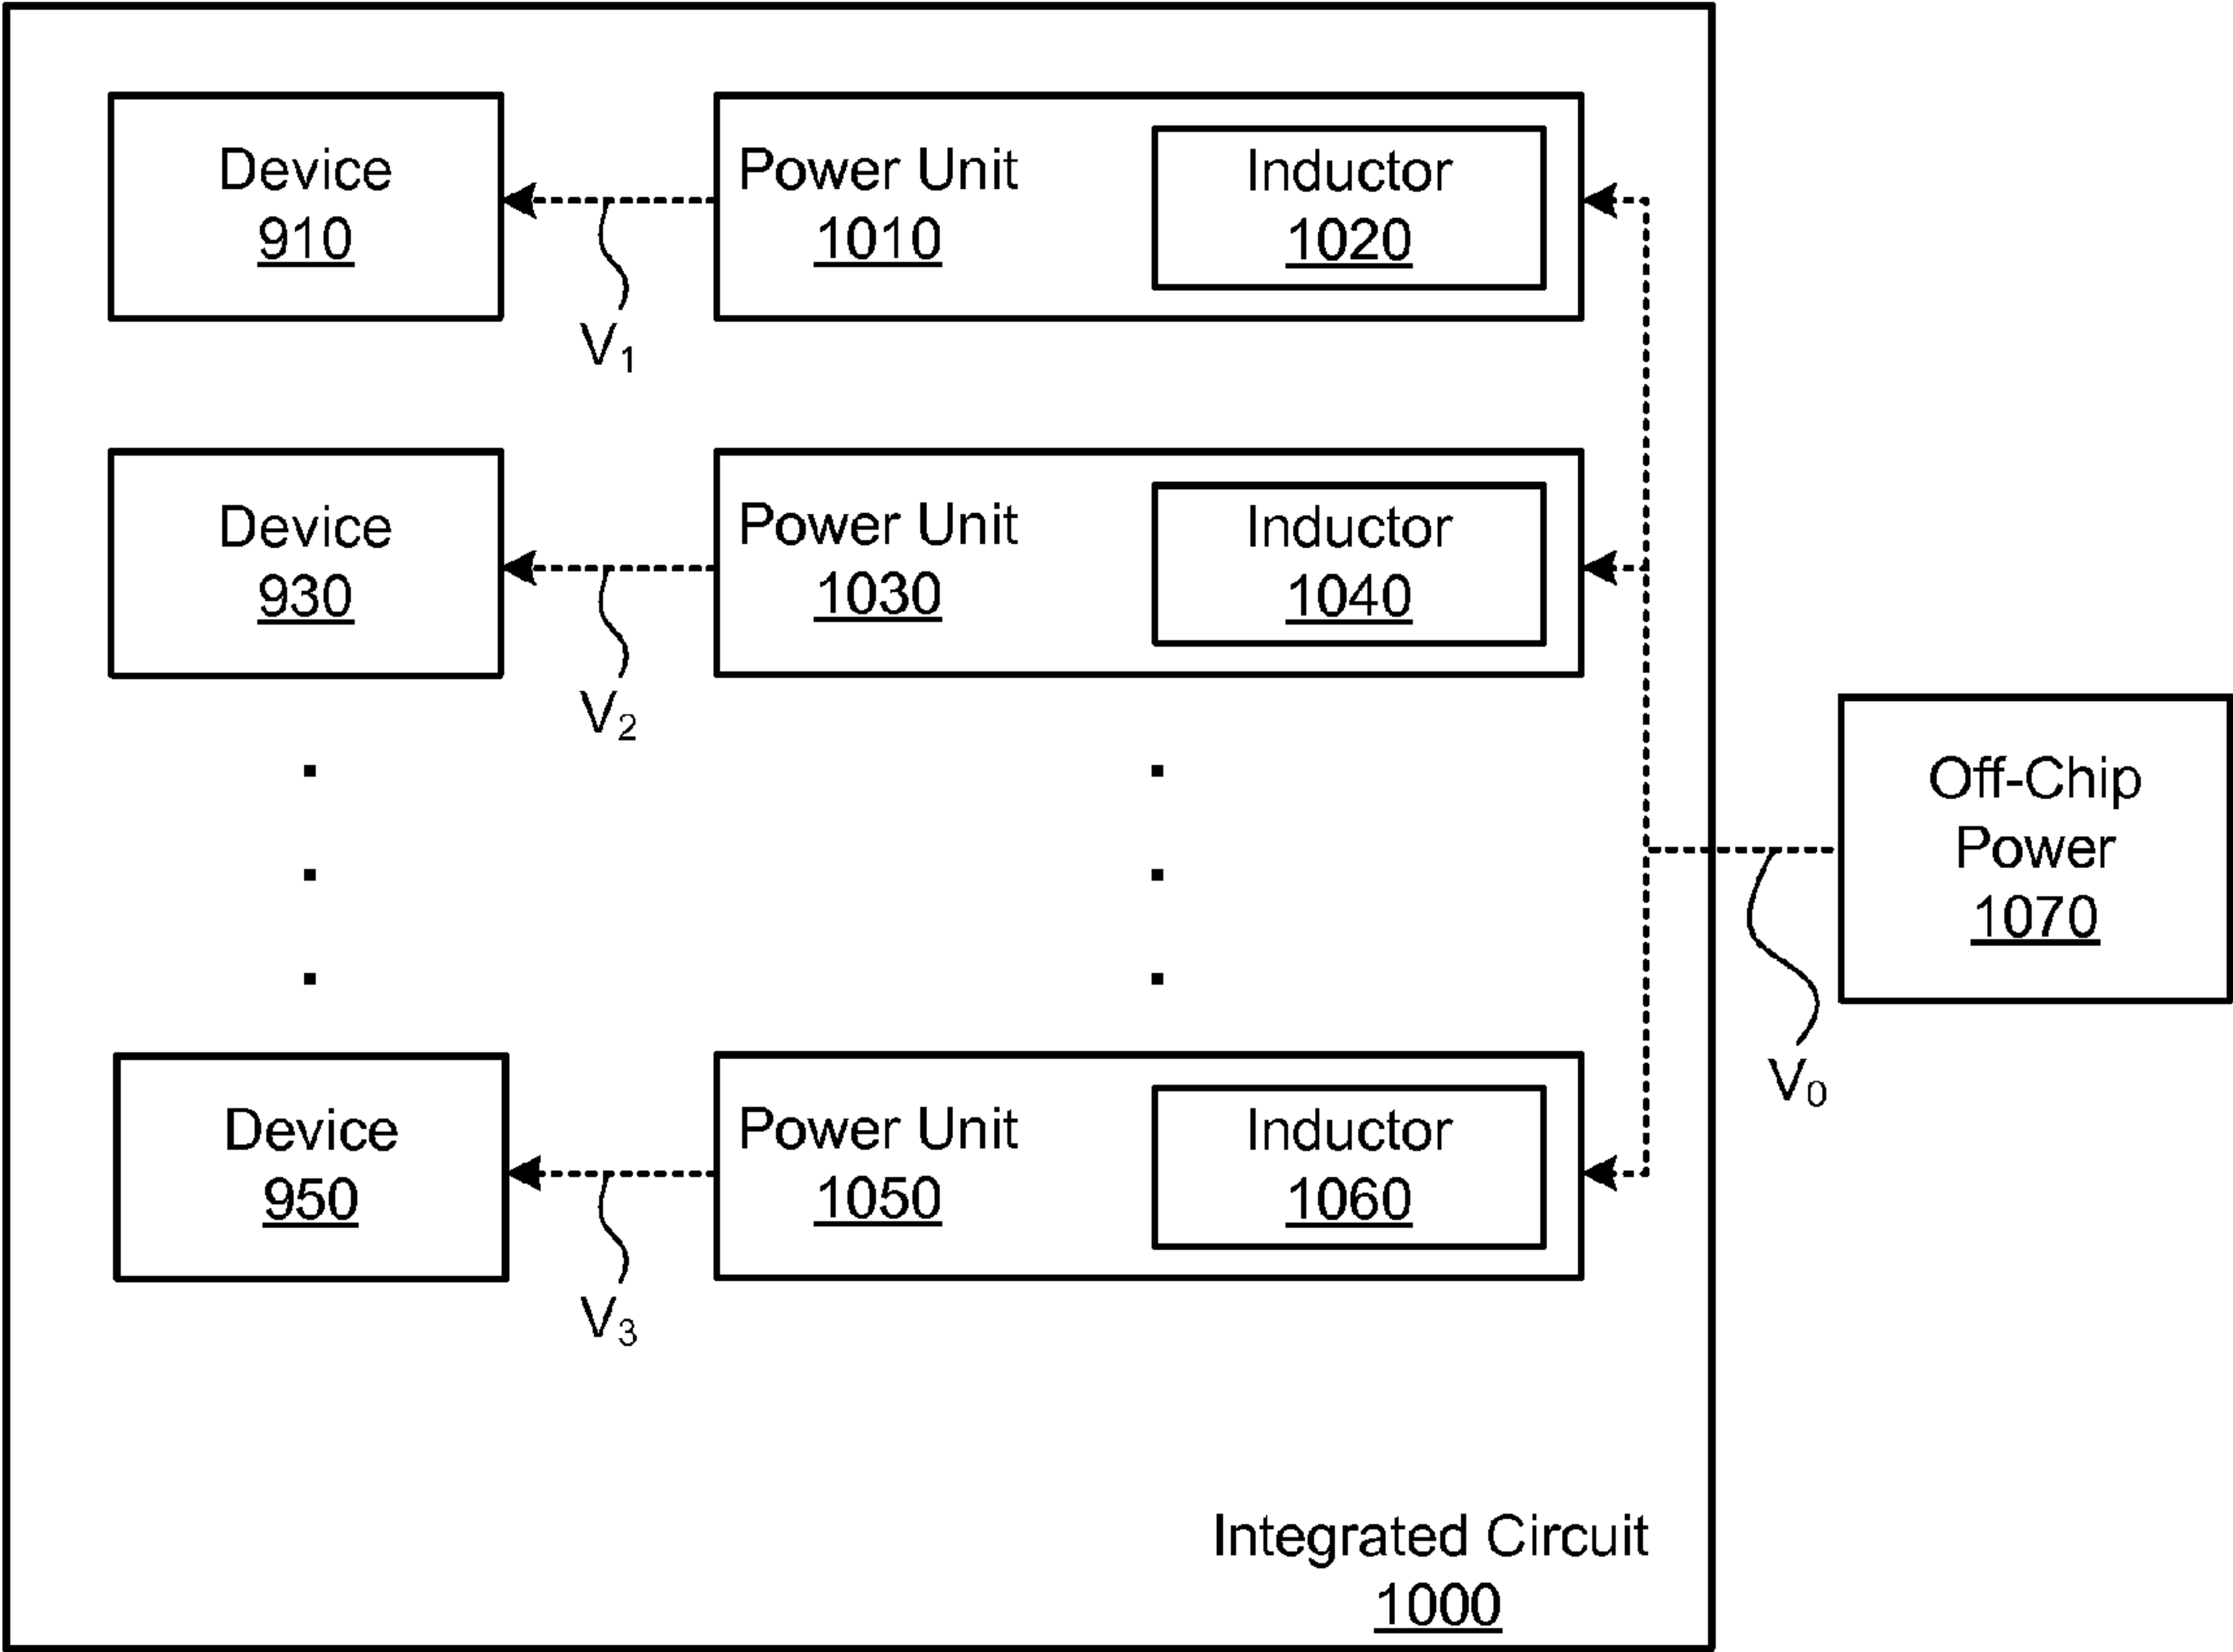 Device
910
Power Unit
1010
Inductor
1020
V1
Device
930
Power Unit
1030
Inductor
1040
V2
Off-Chip
Power
1070
V0
Device
950
Power Unit
1050
Inductor
1060
V3
Integrated Circuit
1000